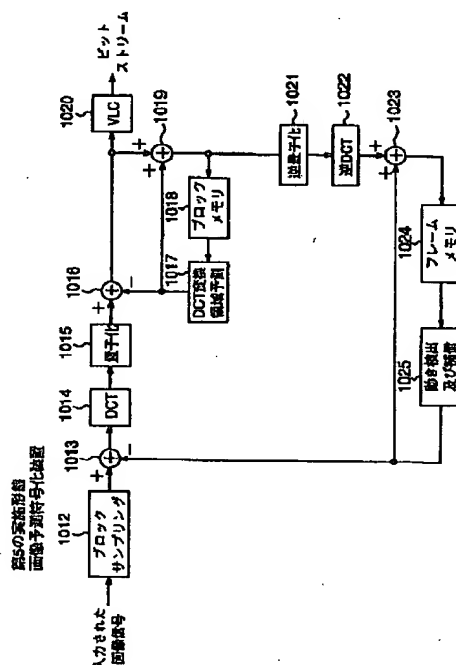 第5の実施形態
画像予測符号化装置
入力された
画像信号
1012
ブロック
サンプリング
+
1013
-
1014
DCT
1015
量子化
+
1016
-
1020
VLC
ビット
ストリーム
+
1019
+
1018
ブロック
メモリ
1017
DCT変換
領域予測
1021
逆量子化
1022
逆DCT
+
1023
+
1024
フレーム
メモリ
1025
動き検出
及び補償